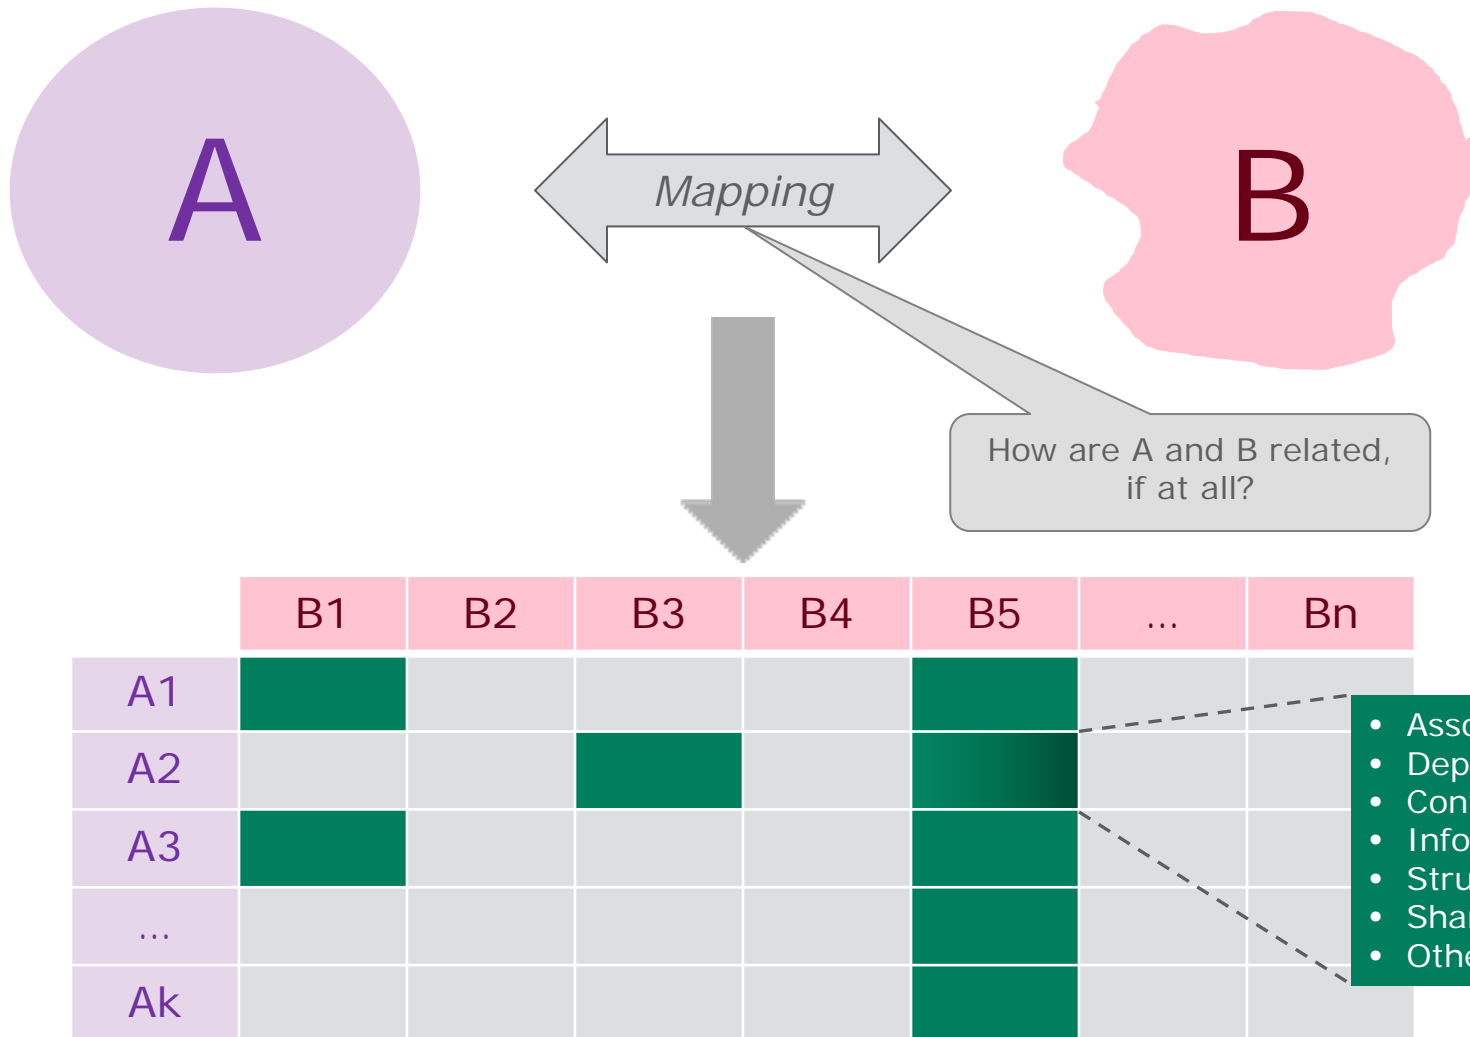 A
Mapping
B
How are A and B related,
if at all?
B1 B2 B3 B4 B5 ... Bn
A1
A2
A3
...
Ak
•
•
•
•
•
•
•